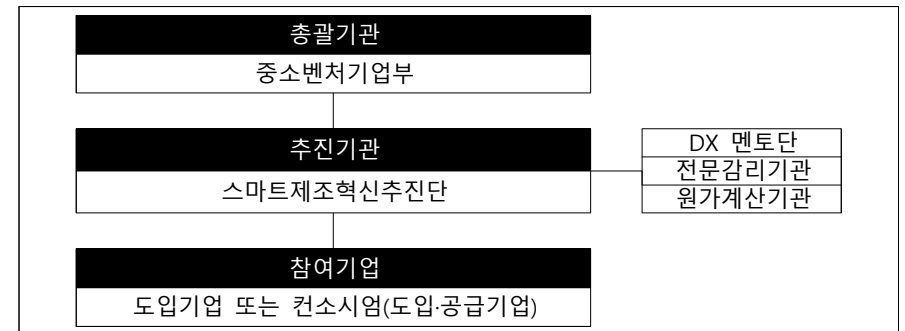 총괄기관
중소벤처기업부
추진기관
스마트제조혁신추진단
DX 멘토단
전문감리기관
원가계산기관
참여기업
도입기업 또는 컨소시엄(도입·공급기업)